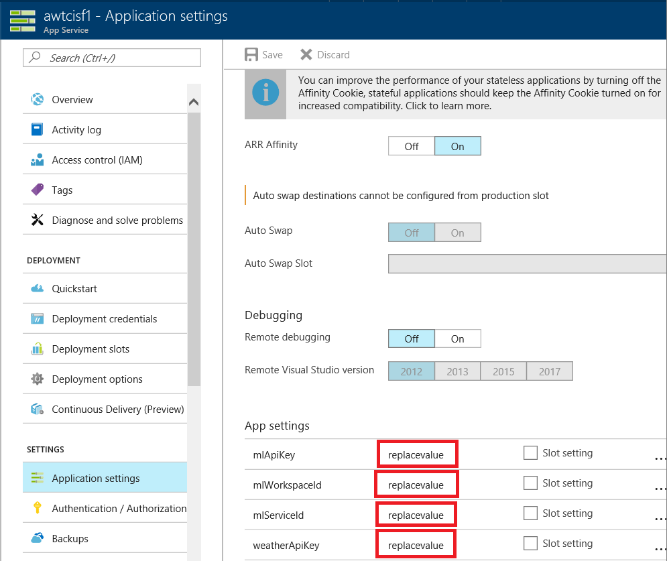 awtcisf1 - Application settings
App Service
Search (Ctrl+/)
Overview
Activity log
Access control (IAM)
Tags
Diagnose and solve problems
DEPLOYMENT
Quickstart
Deployment credentials
Deployment slots
Deployment options
Continuous Delivery (Preview)
SETTINGS
Application settings
Authentication / Authorization
Backups
Save Discard
You can improve the performance of your stateless applications by turning off the
Affinity Cookie, stateful applications should keep the Affinity Cookie turned on for
increased compatibility. Click to learn more.
ARR Affinity Off On
Auto swap destinations cannot be configured from production slot
Auto Swap Off On
Auto Swap Slot
Debugging
Remote debugging Off On
Remote Visual Studio version 2012 2013 2015 2017
App settings
mlApiKey replacevalue Slot setting ...
mlWorkspaceId replacevalue Slot setting ...
mlServiceId replacevalue Slot setting ...
weatherApiKey replacevalue Slot setting ...